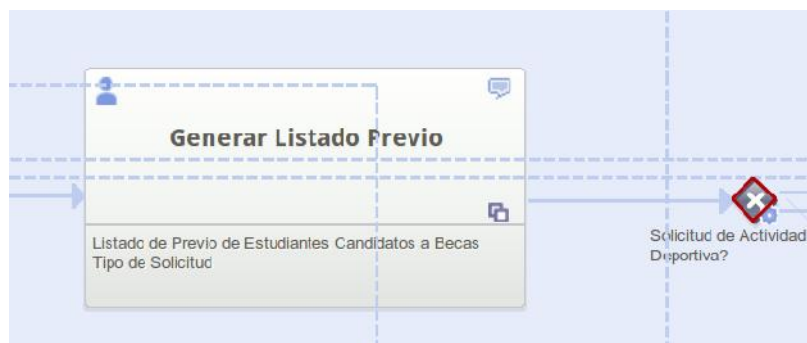 Generar Listado Previo
Listado de Previo de Estudiantes Candidatos a Becas
Tipo de Solicitud
Solicitud de Actividad
Deportiva?